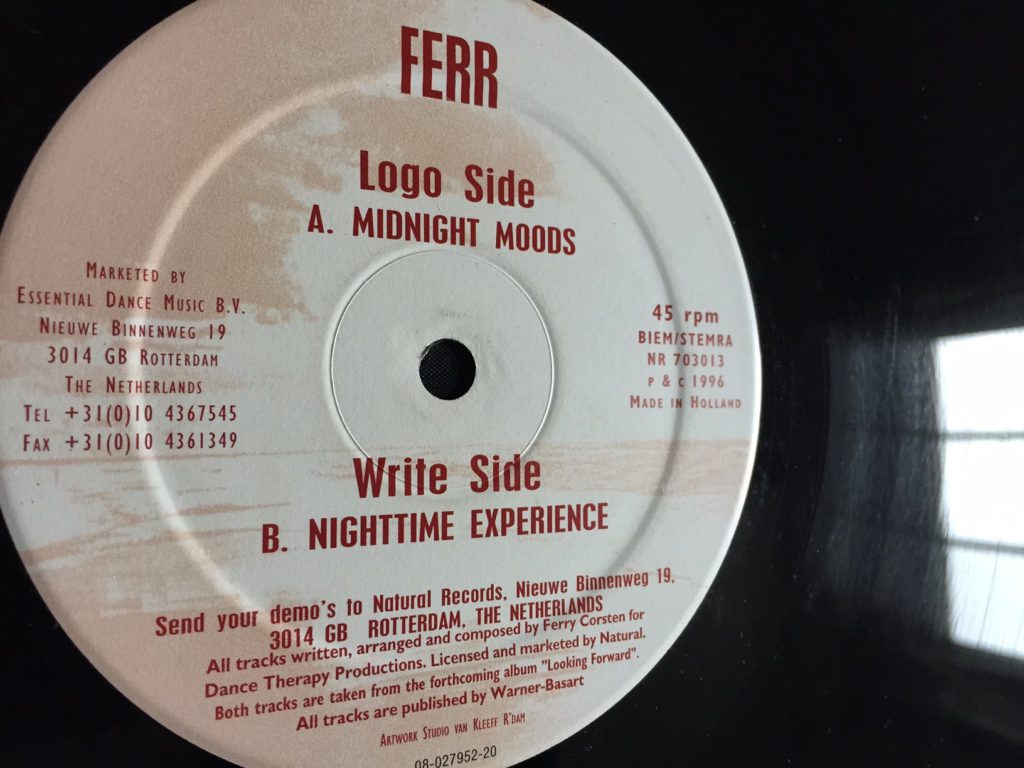 FERR
Logo Side
A. MIDNIGHT MOODS
MARKETED BY
ESSENTIAL DANCE MUSIC B.V.
NIEUWE BINNENWEG 19
3014 GB ROTTERDAM
THE NETHERLANDS
TEL +31(0)10 4367545
FAX +31(0)10 4361349
45 rpm
BIEM/STEMRA
NR 703013
P & C 1996
MADE IN HOLLAND
Write Side
B. NIGHTTIME EXPERIENCE
Send your demo's to Natural Records, Nieuwe Binnenweg 19,
3014 GB ROTTERDAM, THE NETHERLANDS
All tracks written, arranged and composed by Ferry Corsten for
Dance Therapy Productions. Licensed and marketed by Natural.
Both tracks are taken from the forthcoming album "Looking Forward".
All tracks are published by Warner-Basart
ARTWORK STUDIO VAN KLEEFF R'DAM
08-027952-20